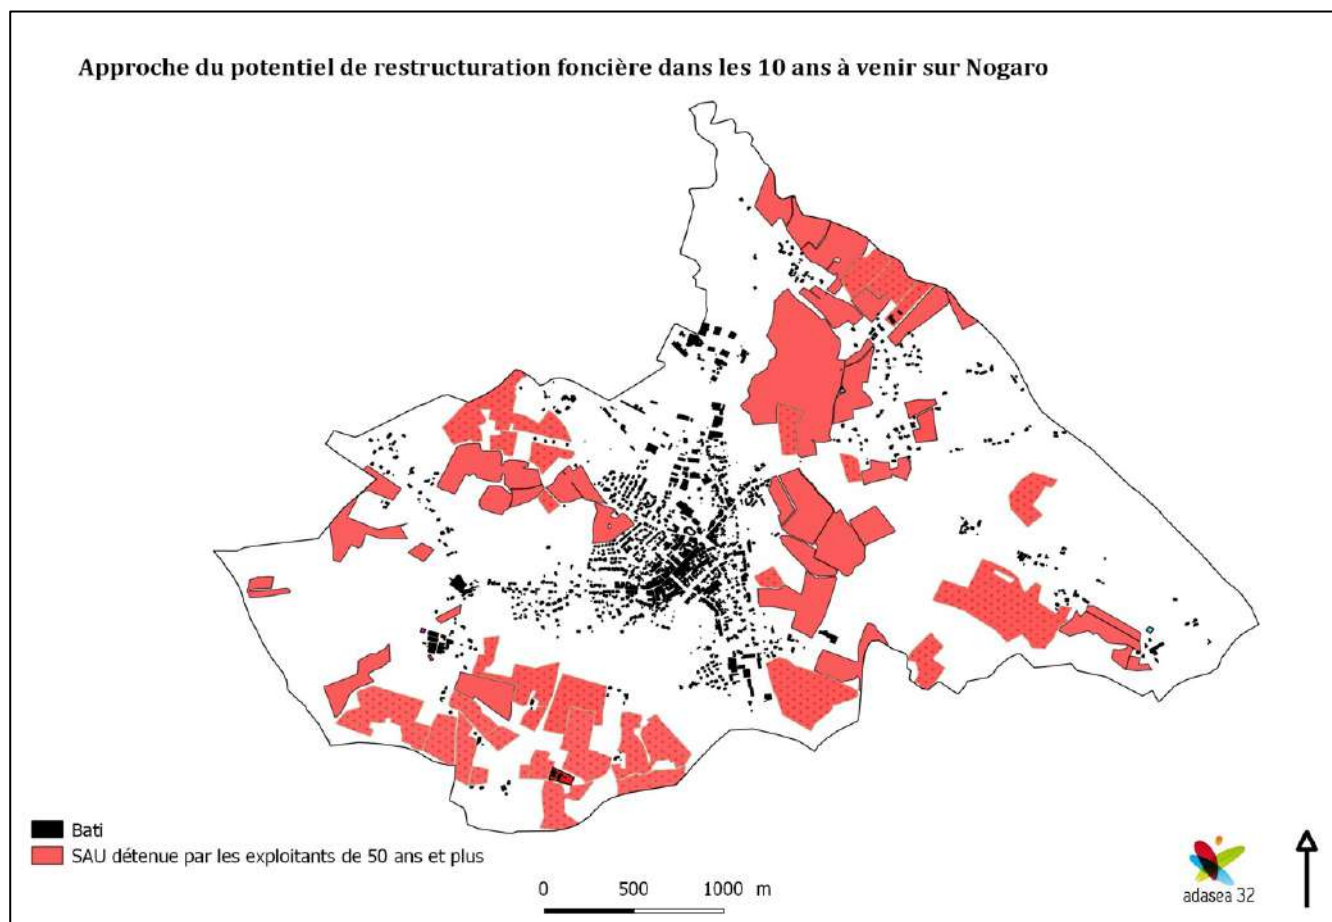 Approche du potentiel de restructuration foncière dans les 10 ans à venir sur Nogaro
Bati
SAU détenue par les exploitants de 50 ans et plus
0 500 1000 m
adasea 32